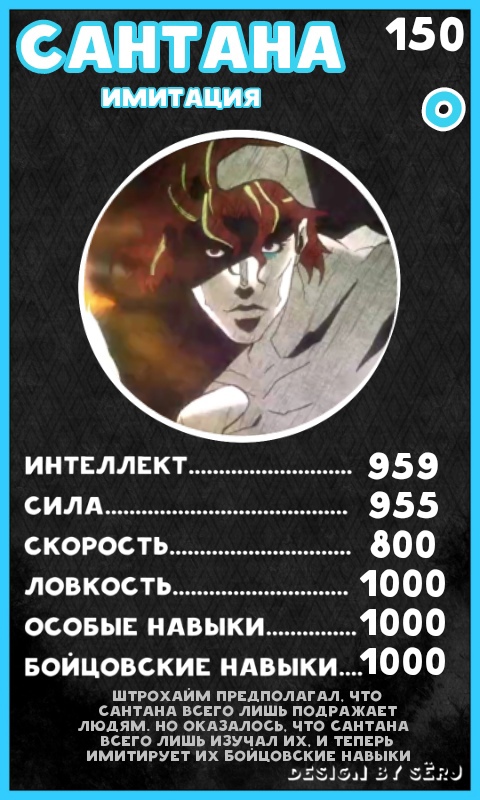 САНТАНА
150
ИМИТАЦИЯ
O
ИНТЕЛЛЕКТ.............................. 959
СИЛА............................................ 955
СКОРОСТЬ................................. 800
ЛОВКОСТЬ................................ 1000
ОСОБЫЕ НАВЫКИ................1000
БОЙЦОВСКИЕ НАВЫКИ....1000
ШТРОХАЙМ ПРЕДПОЛАГАЛ, ЧТО
САНТАНА ВСЕГО ЛИШЬ ПОДРАЖАЕТ
ЛЮДЯМ. НО ОКАЗАЛОСЬ, ЧТО САНТАНА
ВСЕГО ЛИШЬ ИЗУЧАЛ ИХ, И ТЕПЕРЬ
ИМИТИРУЕТ ИХ БОЙЦОВСКИЕ НАВЫКИ
DESIGN BY SЁRJ